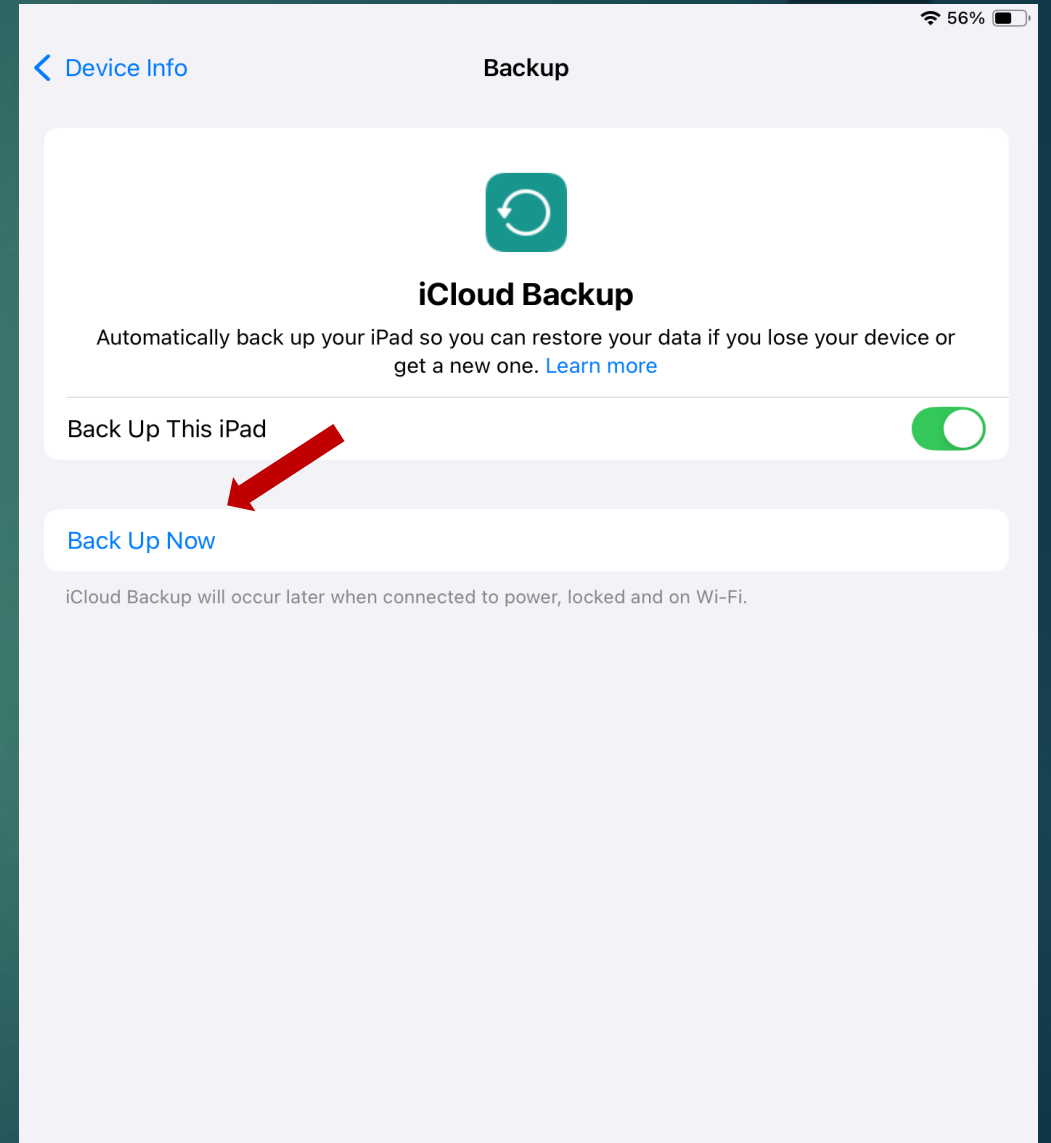 56%
Device Info
Backup
iCloud Backup
Automatically back up your iPad so you can restore your data if you lose your device or
get a new one. Learn more
Back Up This iPad
Back Up Now
iCloud Backup will occur later when connected to power, locked and on Wi-Fi.